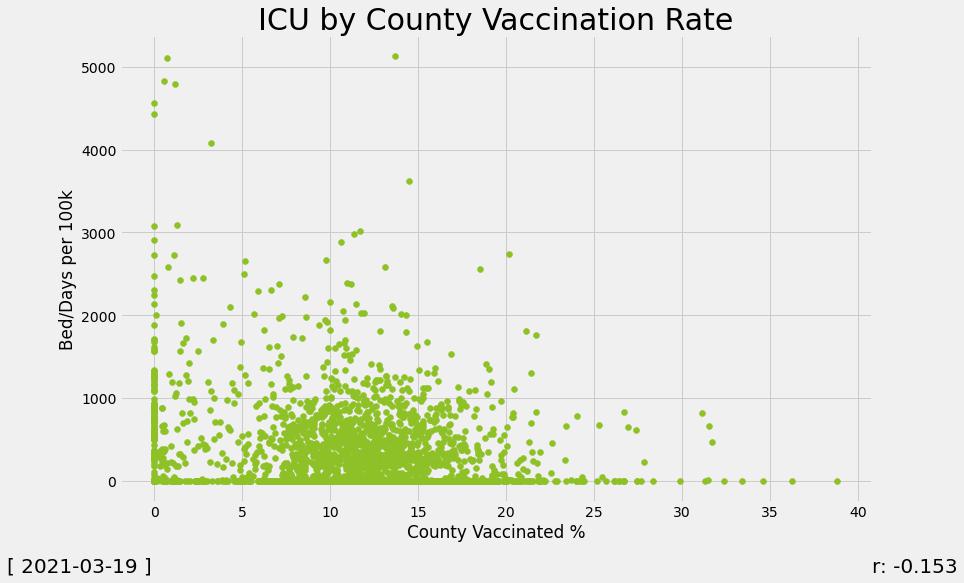 ICU by County Vaccination Rate
5000
4000
3000
2000
1000
0
Bed/Days per 100k
0 5 10 15 20 25 30 35 40
County Vaccinated %
[ 2021-03-19 ]
r: -0.153